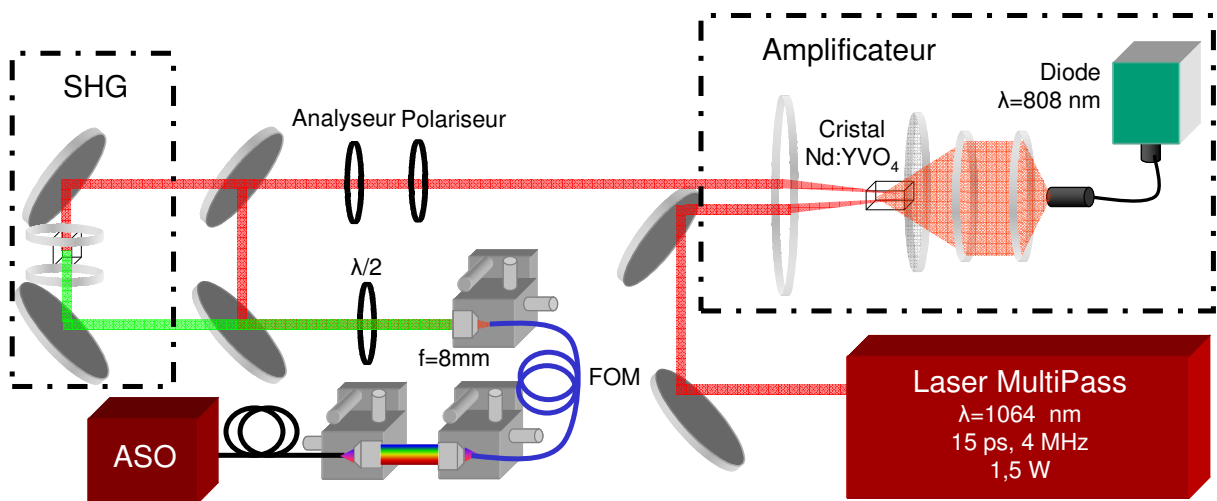 SHG
Analyseur Polariseur
Amplificateur
Diode
λ=808 nm
Cristal
Nd:YVO4
λ/2
f=8mm
FOM
ASO
Laser MultiPass
λ=1064 nm
15 ps, 4 MHz
1,5 W